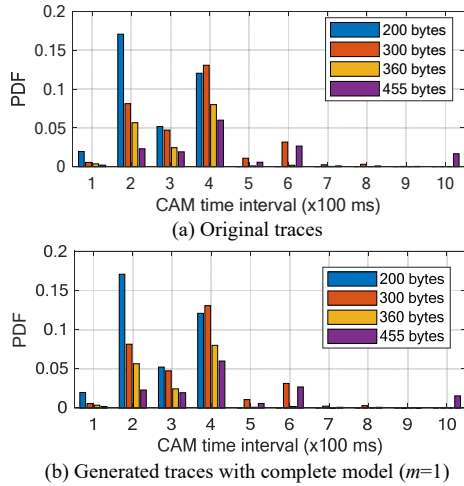 0.2
0.15
0.1
0.05
0
PDF
200 bytes
300 bytes
360 bytes
455 bytes
1 2 3 4 5 6 7 8 9 10
CAM time interval (x100 ms)
(a) Original traces
0.2
0.15
0.1
0.05
0
PDF
200 bytes
300 bytes
360 bytes
455 bytes
1 2 3 4 5 6 7 8 9 10
CAM time interval (x100 ms)
(b) Generated traces with complete model (m=1)